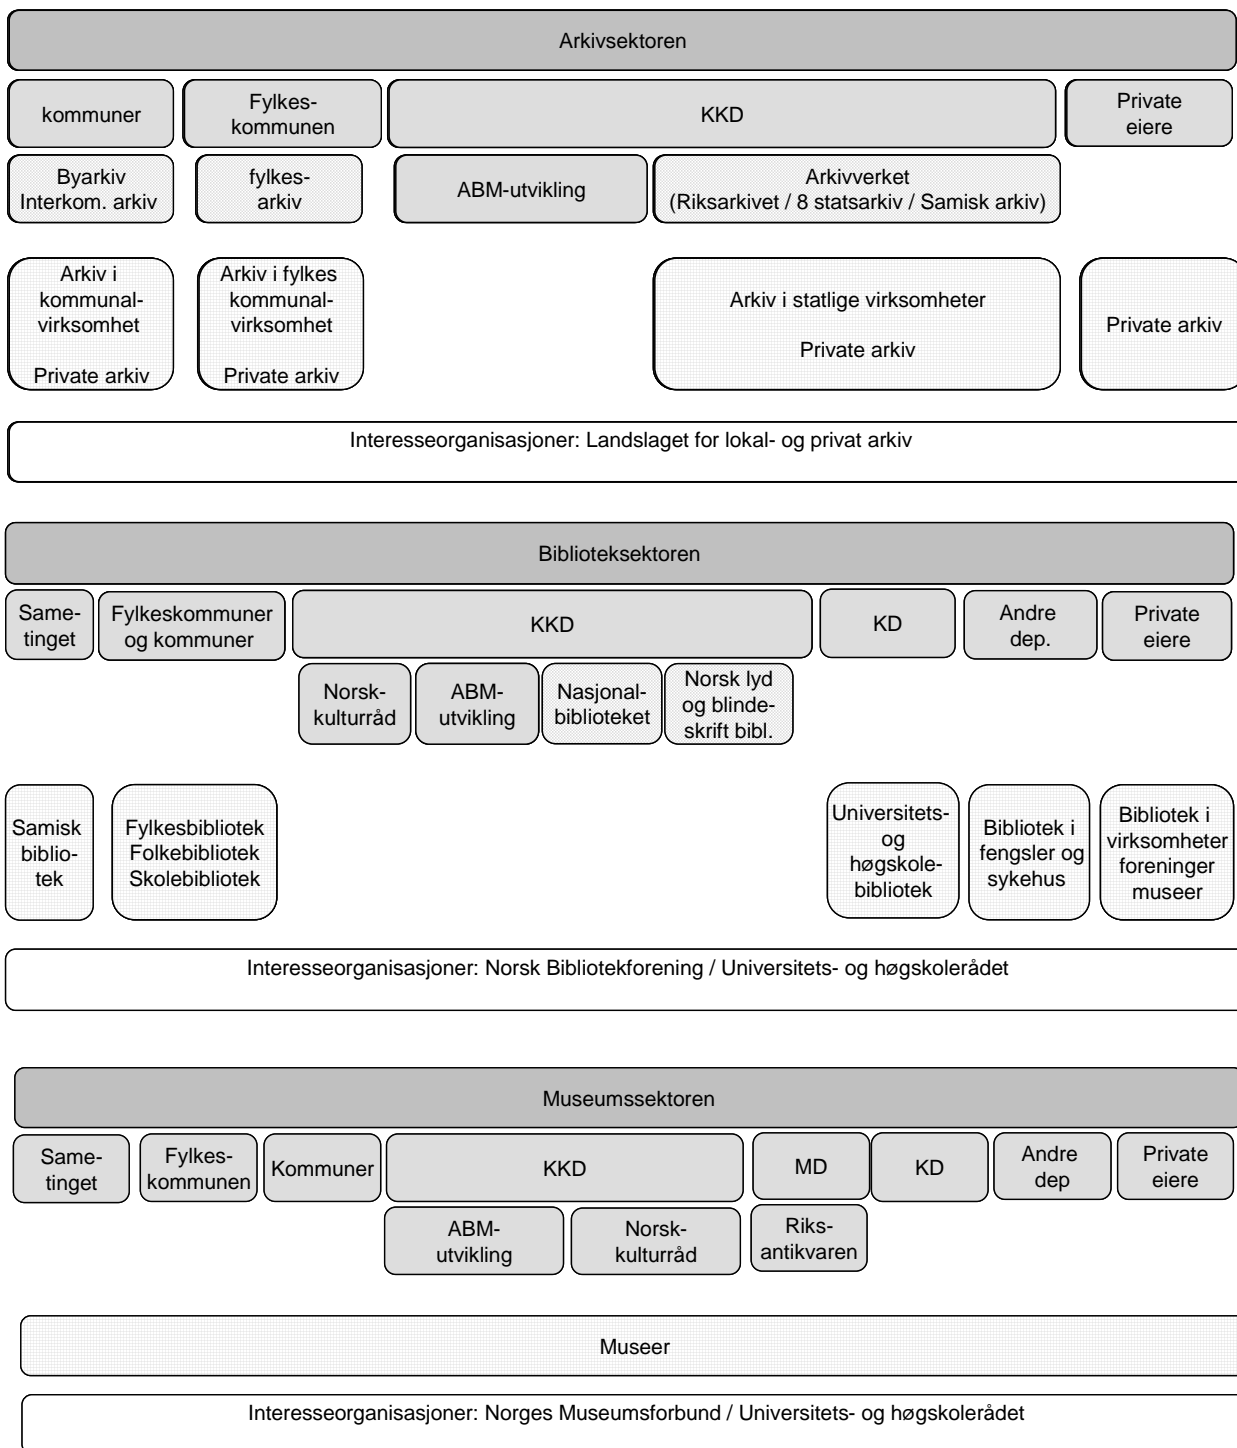 Arkivsektoren
kommuner
Fylkes-
kommunen
KKD
Private
eiere
Byarkiv
Interkom. arkiv
fylkes-
arkiv
ABM-utvikling
Arkivverket
(Riksarkivet / 8 statsarkiv / Samisk arkiv)
Arkiv i
kommunal-
virksomhet
Private arkiv
Arkiv i fylkes
kommunal-
virksomhet
Private arkiv
Arkiv i statlige virksomheter
Private arkiv
Private arkiv
Interesseorganisasjoner: Landslaget for lokal- og privat arkiv
Biblioteksektoren
Same-
tinget
Fylkeskommuner
og kommuner
KKD
KD
Andre
dep.
Private
eiere
Norsk-
kulturråd
ABM-
utvikling
Nasjonal-
biblioteket
Norsk lyd
og blinde-
skrift bibl.
Samisk
biblio-
tek
Fylkesbibliotek
Folkebibliotek
Skolebibliotek
Universitets-
og
høgskole-
bibliotek
Bibliotek i
fengsler og
sykehus
Bibliotek i
virksomheter
foreninger
museer
Interesseorganisasjoner: Norsk Bibliotekforening / Universitets- og høgskolerådet
Museumssektoren
Same-
tinget
Fylkes-
kommunen
Kommuner
KKD
MD
KD
Andre
dep
Private
eiere
ABM-
utvikling
Norsk-
kulturråd
Riks-
antikvaren
Museer
Interesseorganisasjoner: Norges Museumsforbund / Universitets- og høgskolerådet